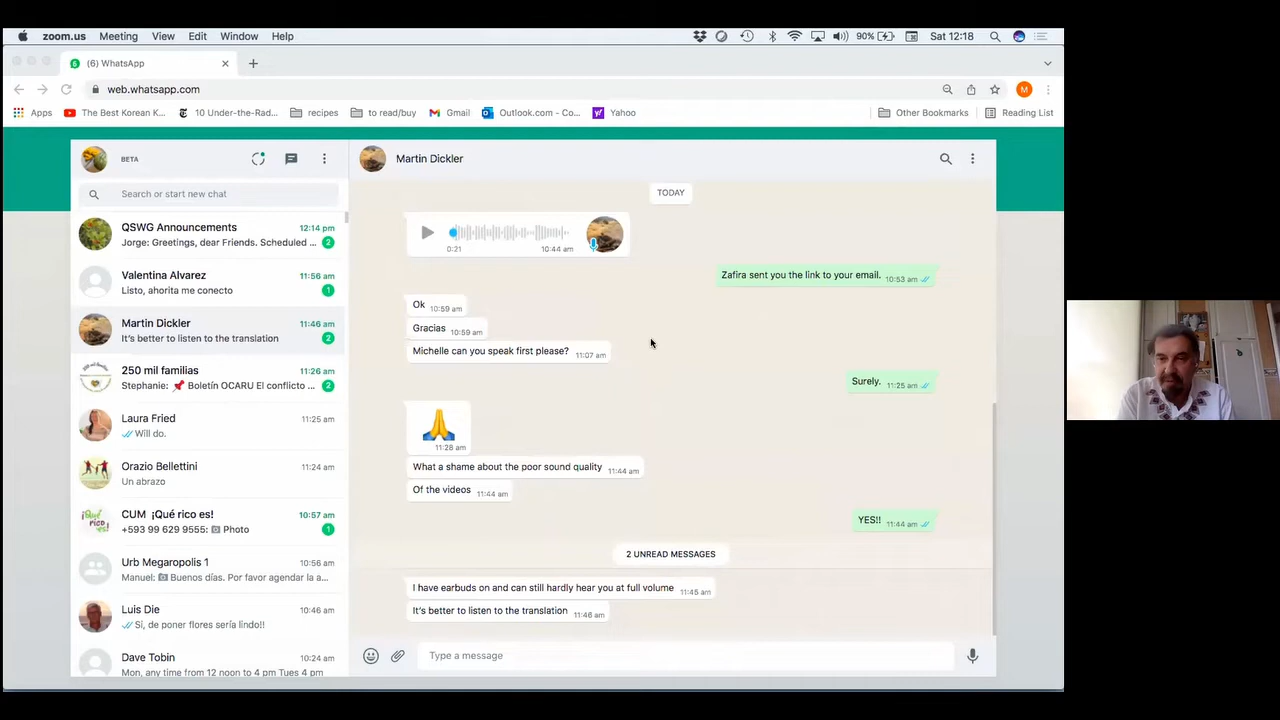 zoom.us Meeting View Edit Window Help 90% Sat 12:18
(6) WhatsApp
web.whatsapp.com M
Apps The Best Korean K... 10 Under-the-Rad... recipes to read/buy Gmail Outlook.com - Co... Yahoo Other Bookmarks Reading List
BETA
Search or start new chat
QSWG Announcements 12:14 pm
Jorge: Greetings, dear Friends. Scheduled ... 2
Valentina Alvarez 11:56 am
Listo, ahorita me conecto 1
Martin Dickler 11:46 am
It's better to listen to the translation 2
250 mil familias 11:26 am
Stephanie: 📌 Boletín OCARU El conflicto ... 2
Laura Fried 11:25 am
Will do.
Orazio Bellettini 11:24 am
Un abrazo
CUM ¡Qué rico es! 10:57 am
+593 99 629 9555: Photo 1
Urb Megaropolis 1 10:56 am
Manuel: Buenos días. Por favor agendar la a...
Luis Die 10:46 am
Si, de poner flores sería lindo!!
Dave Tobin 10:24 am
Mon, any time from 12 noon to 4 pm Tues 4 pm
Martin Dickler
TODAY
0:21 10:44 am
Zafira sent you the link to your email. 10:53 am
Ok 10:59 am
Gracias 10:59 am
Michelle can you speak first please? 11:07 am
Surely. 11:25 am
🙏
11:28 am
What a shame about the poor sound quality 11:44 am
Of the videos 11:44 am
YES!! 11:44 am
2 UNREAD MESSAGES
I have earbuds on and can still hardly hear you at full volume 11:45 am
It's better to listen to the translation 11:46 am
Type a message